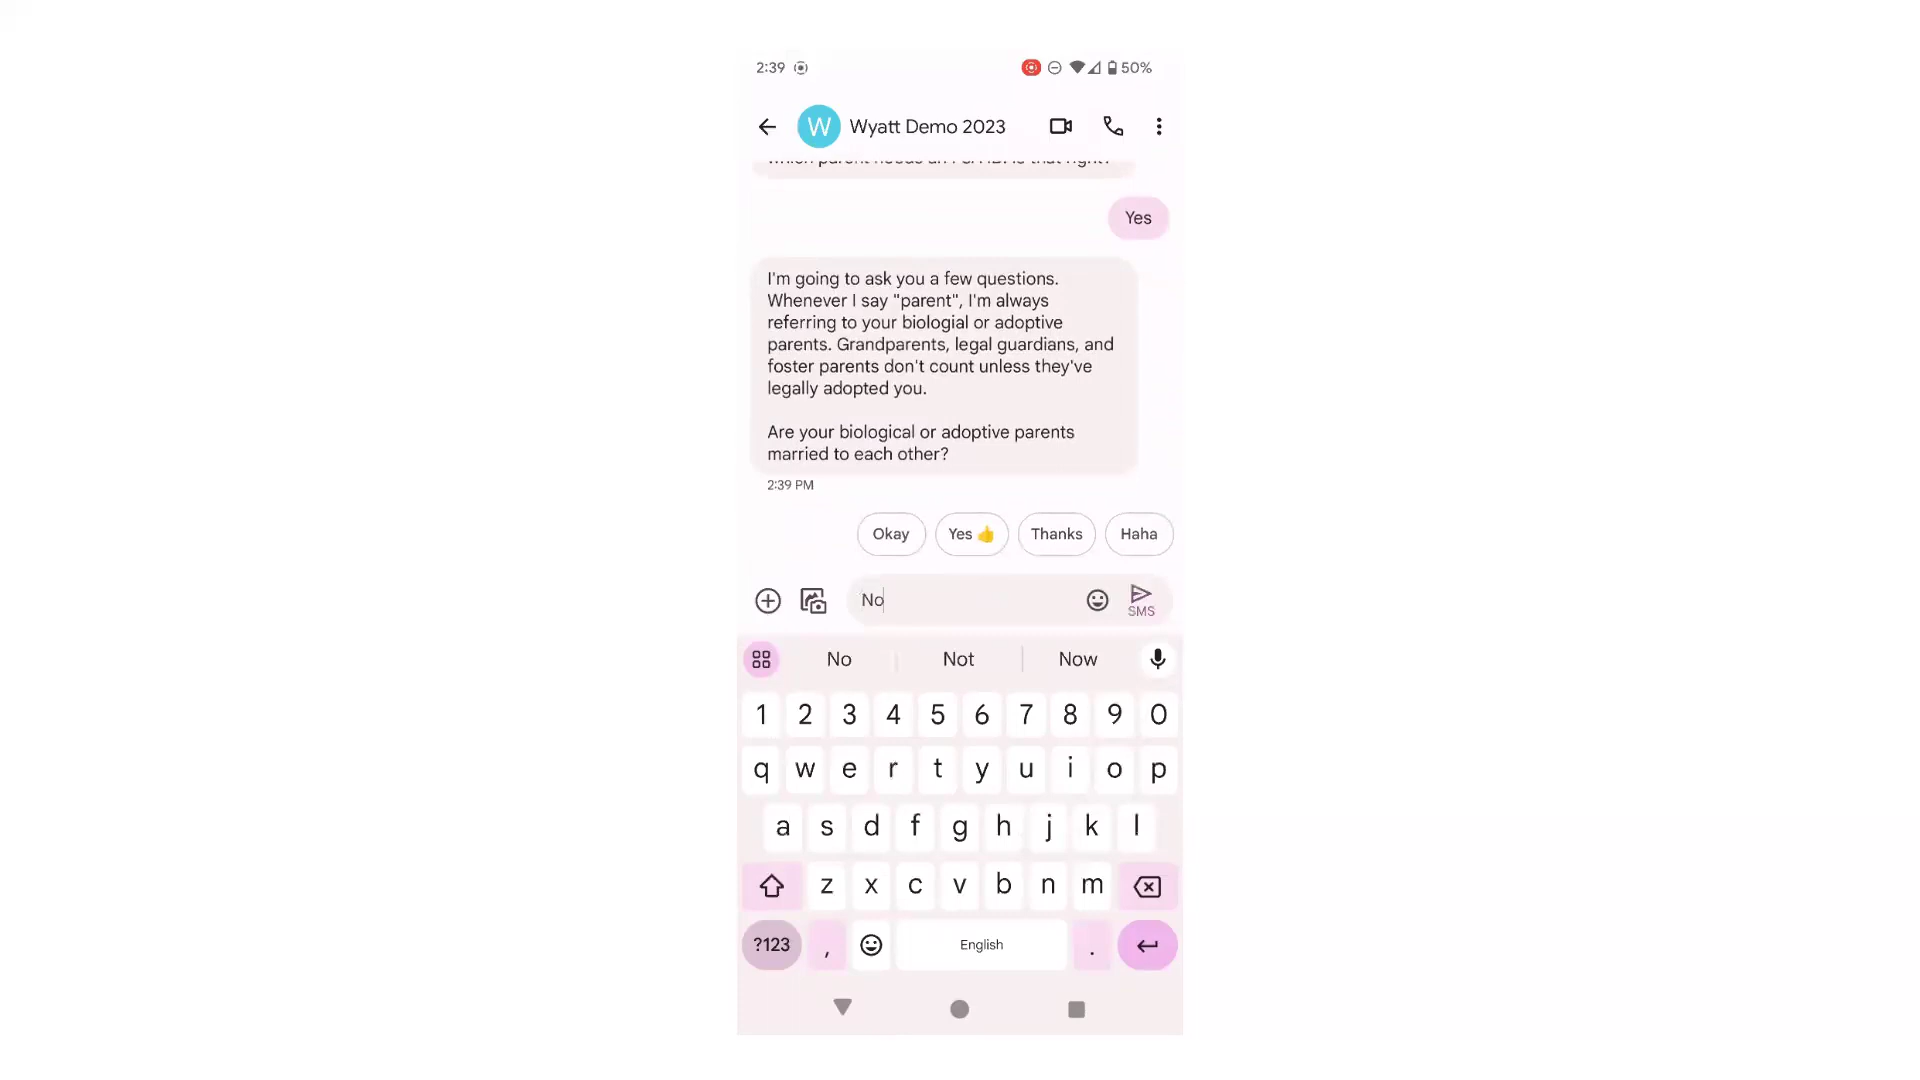 2:39
50%
W
Wyatt Demo 2023
Yes
I'm going to ask you a few questions.
Whenever I say "parent", I'm always
referring to your biologial or adoptive
parents. Grandparents, legal guardians, and
foster parents don't count unless they've
legally adopted you.
Are your biological or adoptive parents
married to each other?
2:39 PM
Okay
Yes 👍
Thanks
Haha
No
SMS
No
Not
Now
1 2 3 4 5 6 7 8 9 0
q w e r t y u i o p
a s d f g h j k l
z x c v b n m
?123 , English .